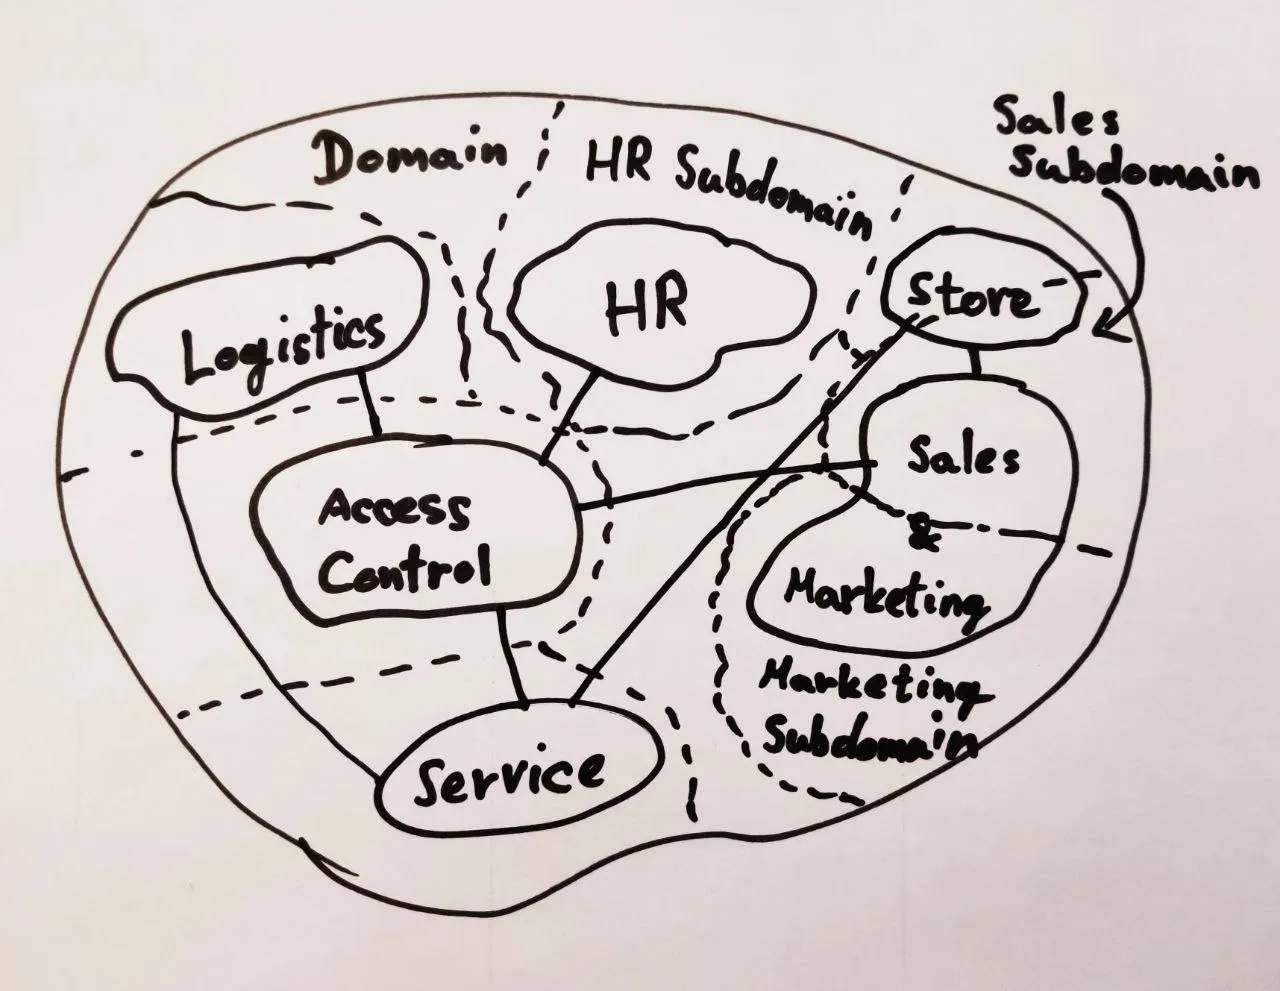 Sales
Subdomain
Domain
HR Subdomain
Logistics
HR
Store
Access
Control
Sales
&
Marketing
Marketing
Subdomain
Service